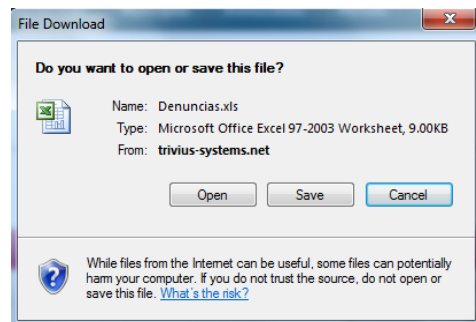 File Download
Do you want to open or save this file?
Name: Denuncias.xls
Type: Microsoft Office Excel 97-2003 Worksheet, 9.00KB
From: trivius-systems.net
Open Save Cancel
While files from the Internet can be useful, some files can potentially
harm your computer. If you do not trust the source, do not open or
save this file. What's the risk?